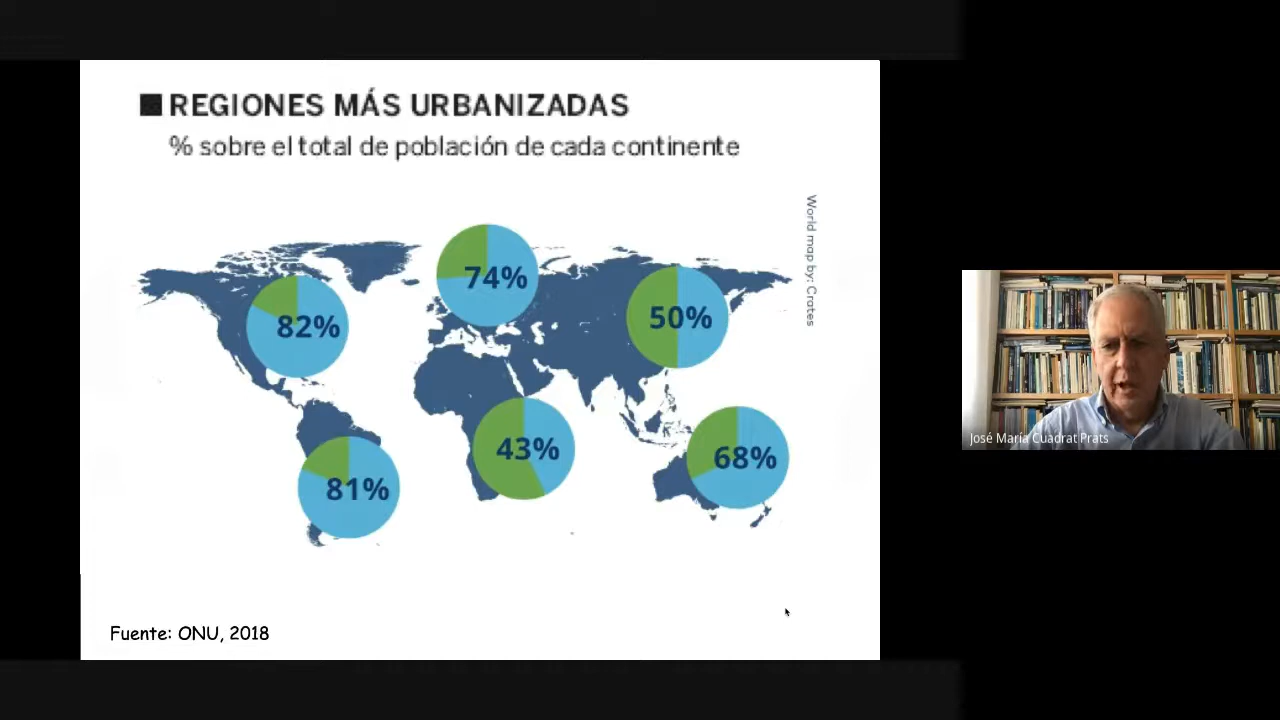 REGIONES MÁS URBANIZADAS
% sobre el total de población de cada continente
World map by: Crates
74%
82%
50%
43%
68%
81%
José María Cuadrat Prats
Fuente: ONU, 2018